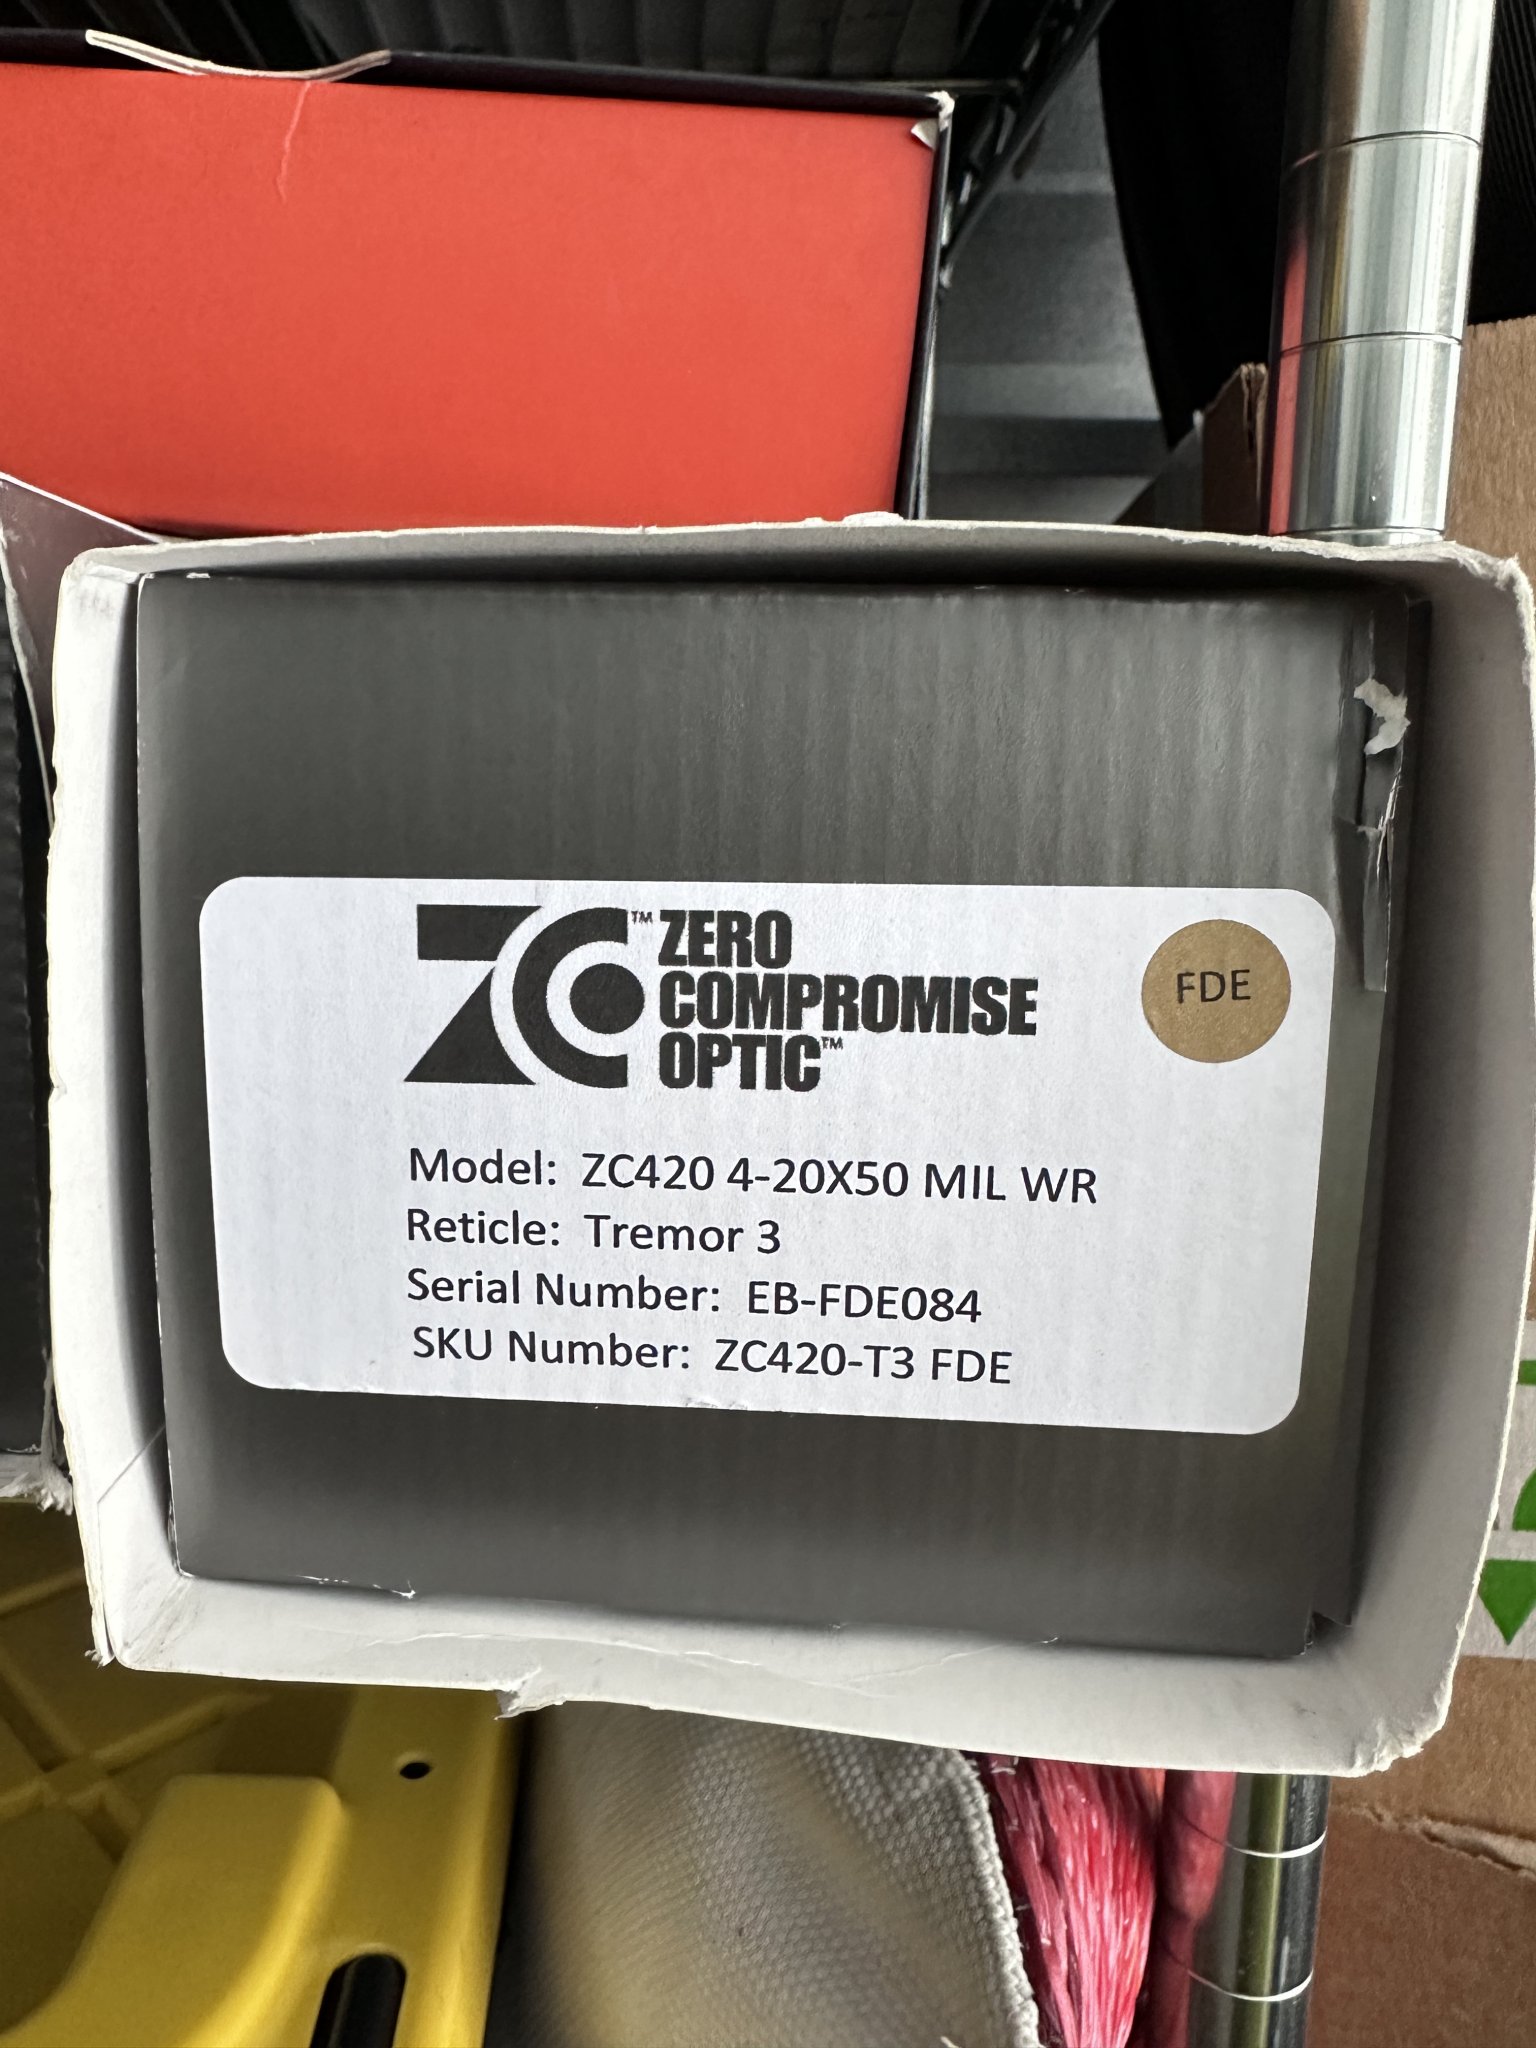 ZC™ ZERO
COMPROMISE
OPTIC™
FDE
Model: ZC420 4-20X50 MIL WR
Reticle: Tremor 3
Serial Number: EB-FDE084
SKU Number: ZC420-T3 FDE